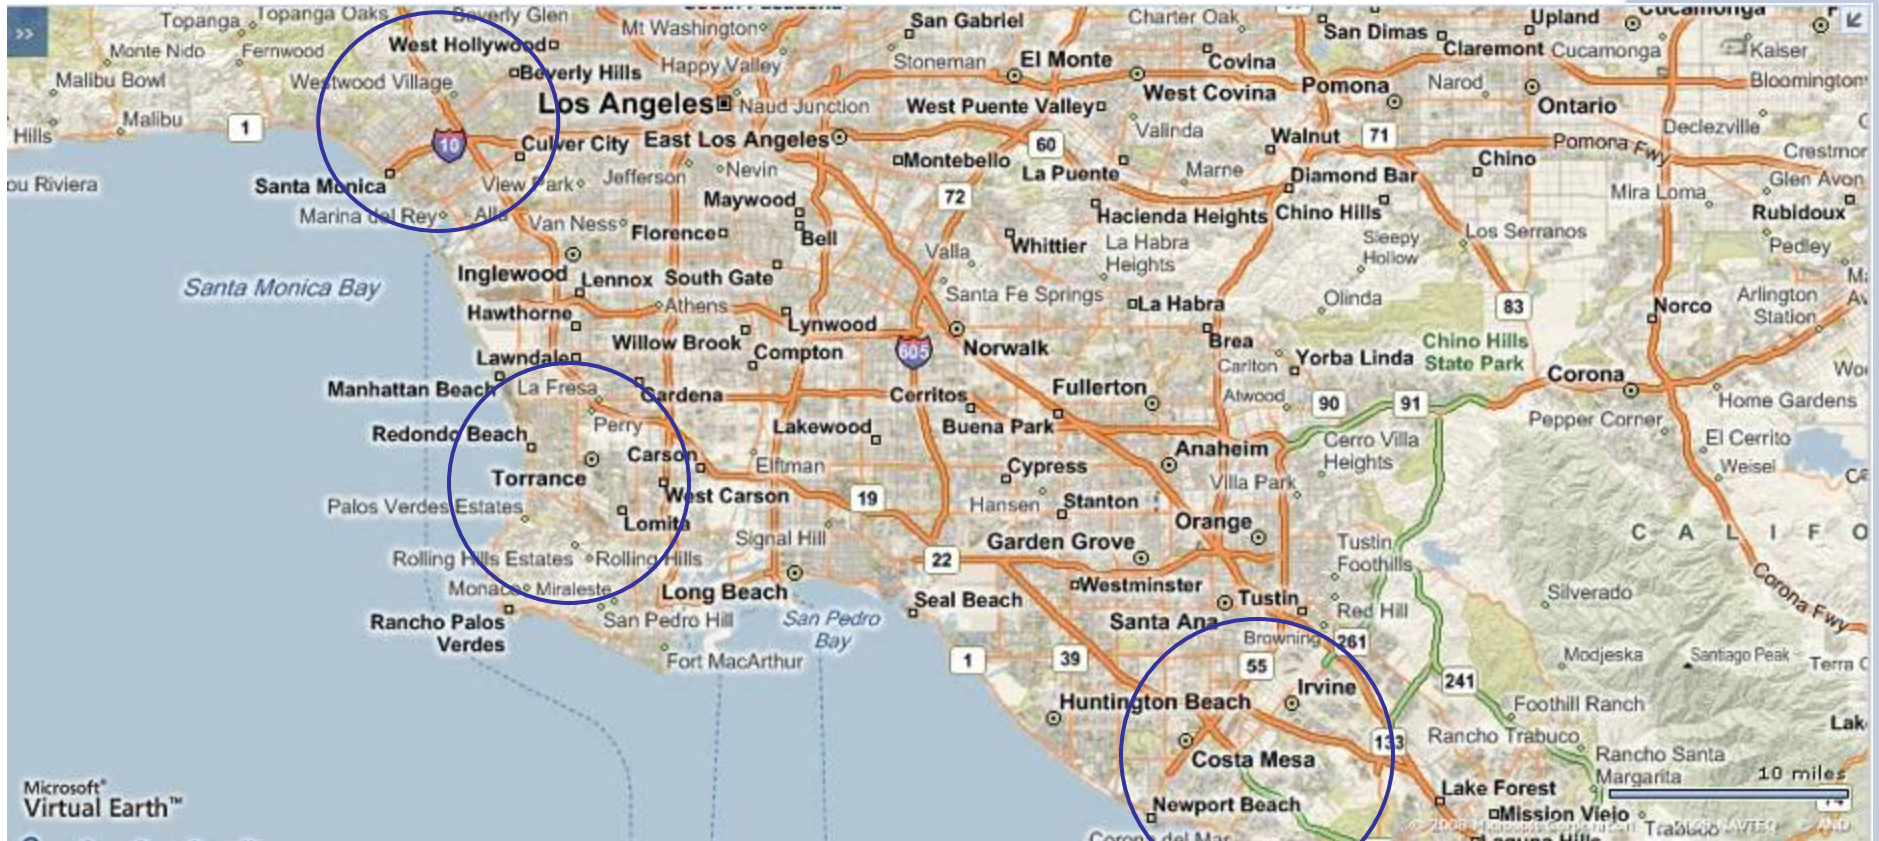 Topanga
Topanga Oaks
Beverly Glen
Mt Washington
San Gabriel
Charter Oak
San Dimas
Upland
Cucamonga
>>
Monte Nido
Fernwood
West Hollywood
Stoneman
El Monte
Covina
Claremont
Cucamonga
Kaiser
Malibu Bowl
Westwood Village
Beverly Hills
Happy Valley
West Covina
Pomona
Narod
Bloomington
Los Angeles
Naud Junction
West Puente Valley
Ontario
Hills
Malibu
1
10
Culver City
East Los Angeles
60
Valinda
Walnut
71
Pomona Fwy
Declezville
Crestmor
ou Riviera
Santa Monica
View Park
Jefferson
Nevin
Montebello
La Puente
Marne
Diamond Bar
Chino
Mira Loma
Glen Avon
Marina del Rey
Alla
Van Ness
Maywood
72
Hacienda Heights
Chino Hills
Rubidoux
Florence
Bell
Valla
Whittier
La Habra
Heights
Sleepy
Hollow
Los Serranos
Pedley
Santa Monica Bay
Inglewood
Lennox
South Gate
Santa Fe Springs
La Habra
Olinda
83
Norco
Arlington
Station
Hawthorne
Athens
Lynwood
Willow Brook
Compton
605
Norwalk
Brea
Carlton
Yorba Linda
Chino Hills
State Park
Lawndale
Manhattan Beach
La Fresa
Gardena
Cerritos
Fullerton
Atwood
90
91
Corona
Home Gardens
Redondo Beach
Perry
Lakewood
Buena Park
Anaheim
Cerro Villa
Heights
Pepper Corner
El Cerrito
Weisel
Torrance
Carson
Elftman
Cypress
Villa Park
Palos Verdes Estates
West Carson
19
Hansen
Stanton
Lomita
Signal Hill
Orange
C A L I F O
Rolling Hills Estates
Rolling Hills
22
Garden Grove
Tustin
Foothills
Monaco
Miraleste
Long Beach
Seal Beach
Westminster
Tustin
Red Hill
Silverado
Corona Fwy
Rancho Palos
Verdes
San Pedro Hill
San Pedro
Bay
Santa Ana
Browning
261
Fort MacArthur
1
39
55
Modjeska
Santiago Peak
Terra C
Huntington Beach
Irvine
241
Foothill Ranch
133
Rancho Trabuco
Costa Mesa
Rancho Santa
Margarita
10 miles
Microsoft®
Virtual Earth™
Newport Beach
Lake Forest
Mission Viejo
Corona del Mar
Laguna Hills